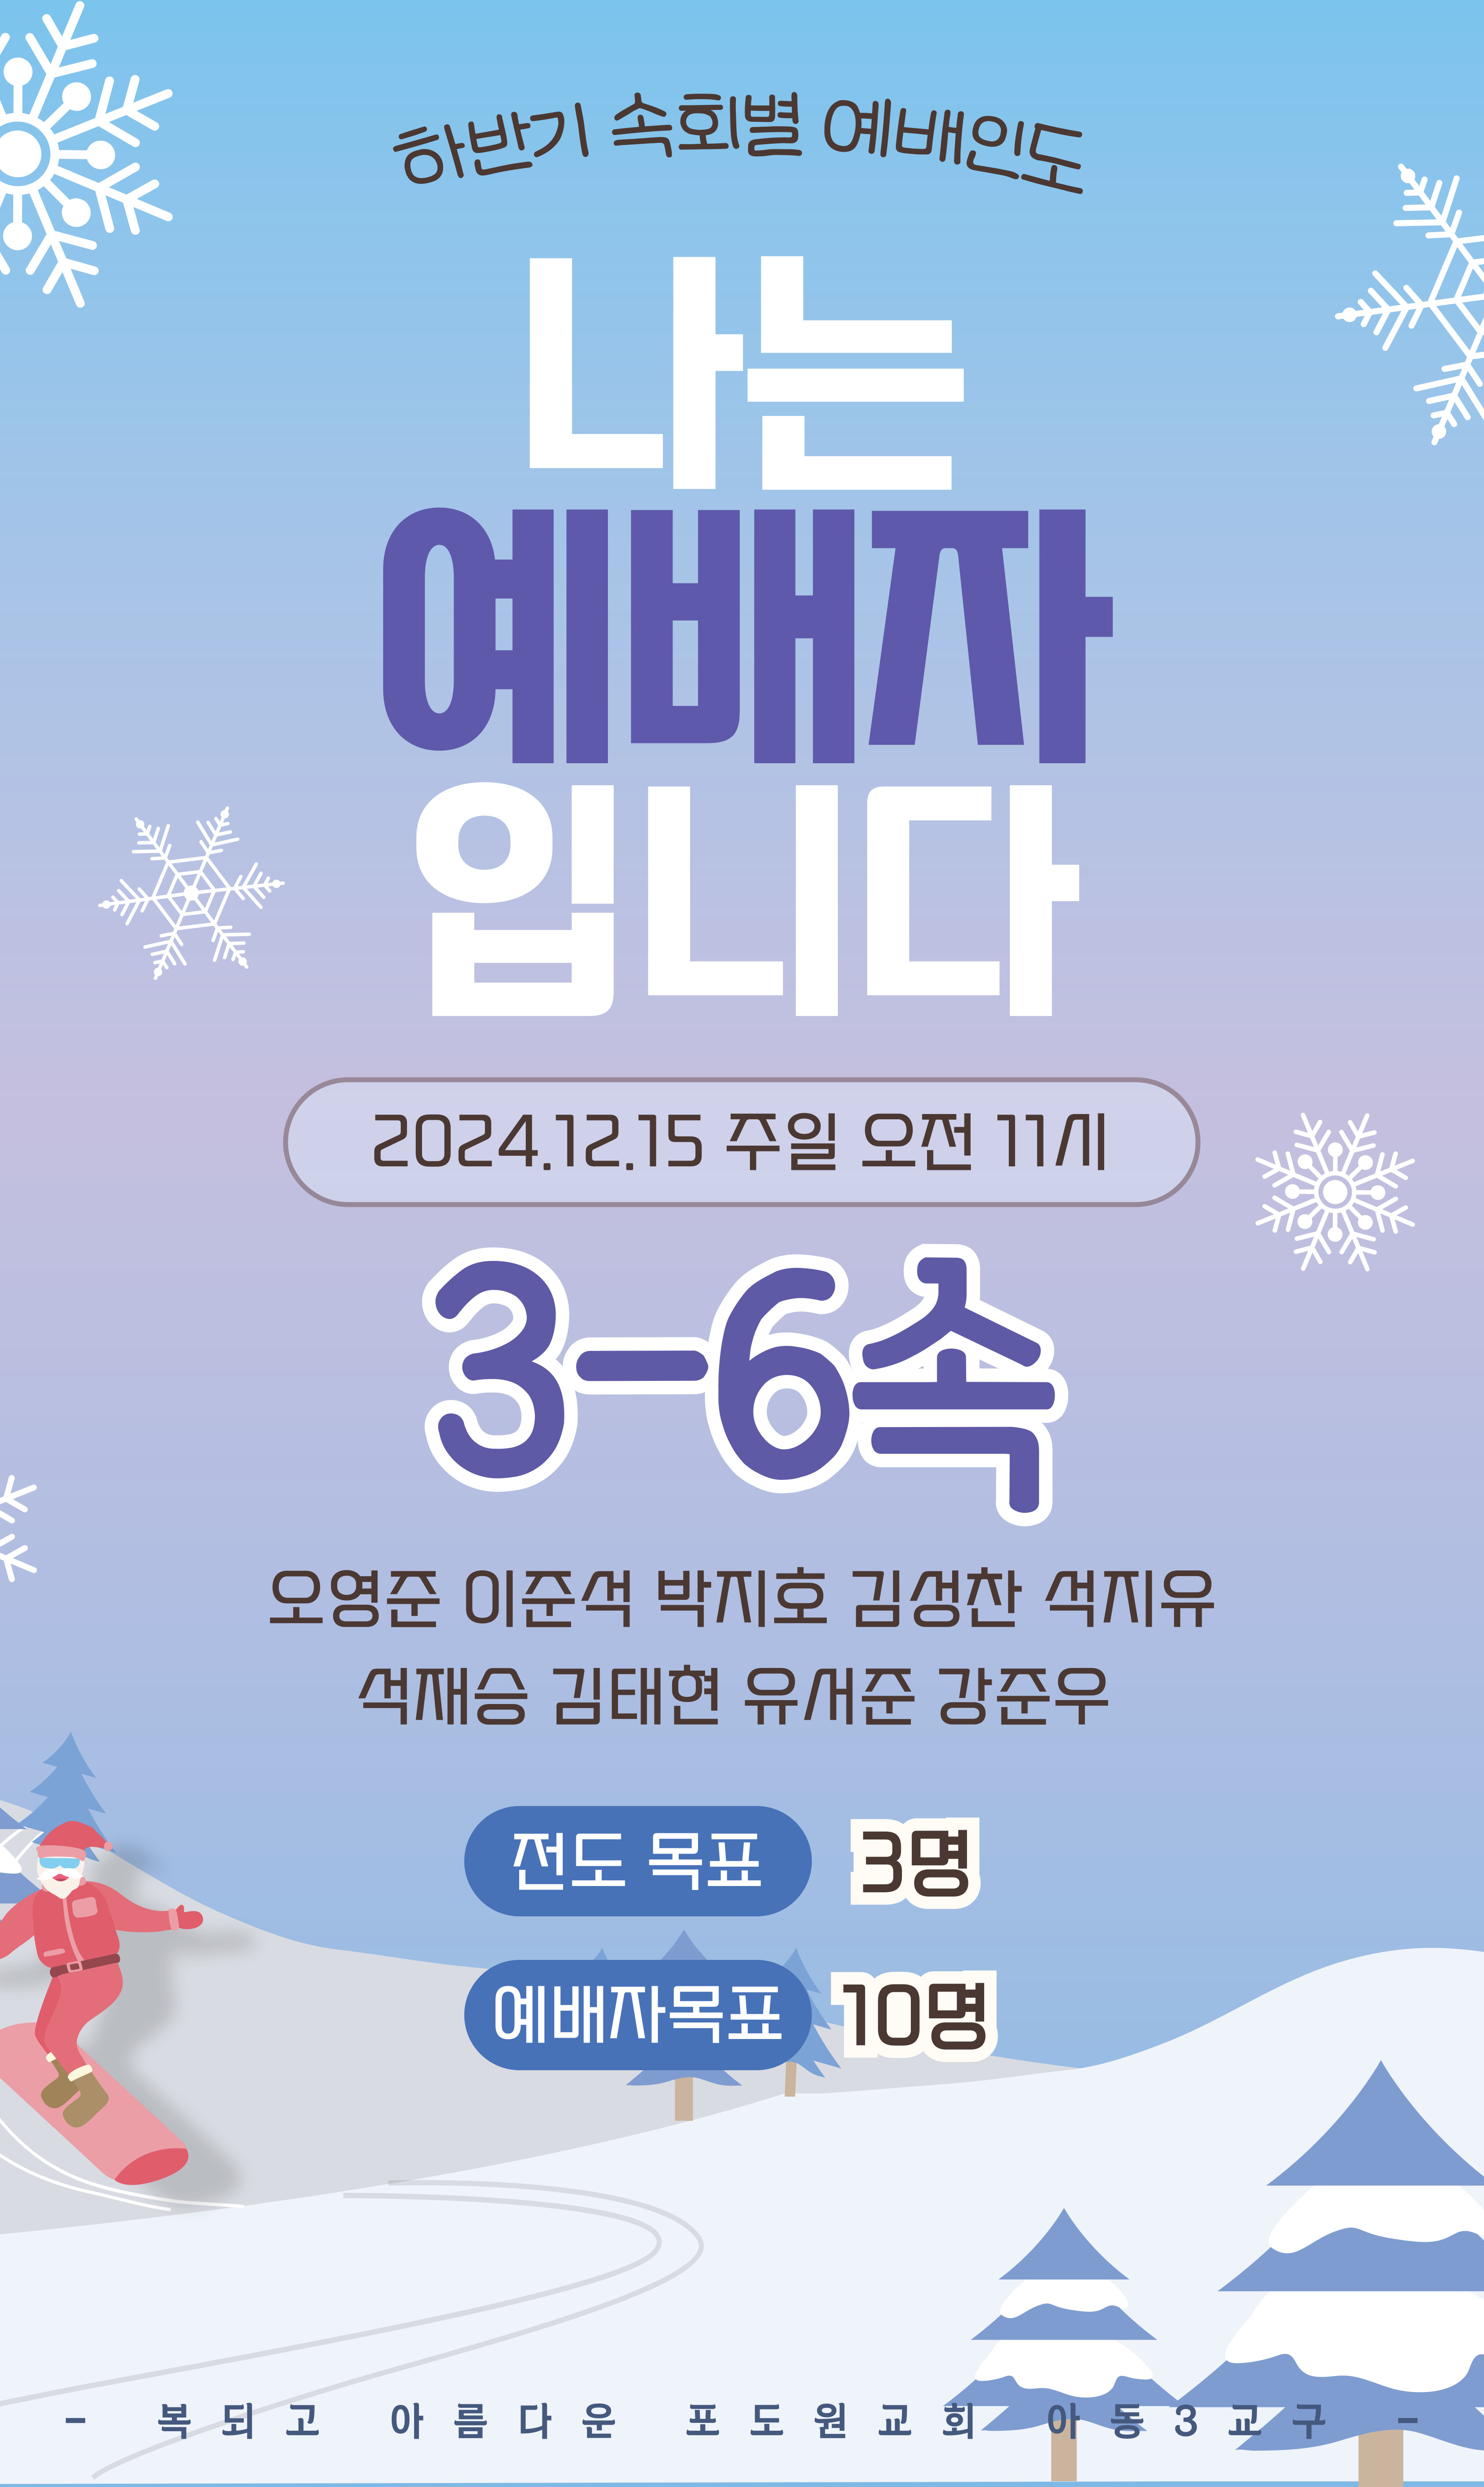 하반기 속회별 예배인도
나는
예배자
입니다
2024.12.15 주일 오전 11시
3-6속
오영준 이준석 박지호 김성찬 석지유
석재승 김태현 유새준 강준우
전도 목표 3명
예배자목표 10명
- 복되고 아름다운 포도원교회 아동3교구 -